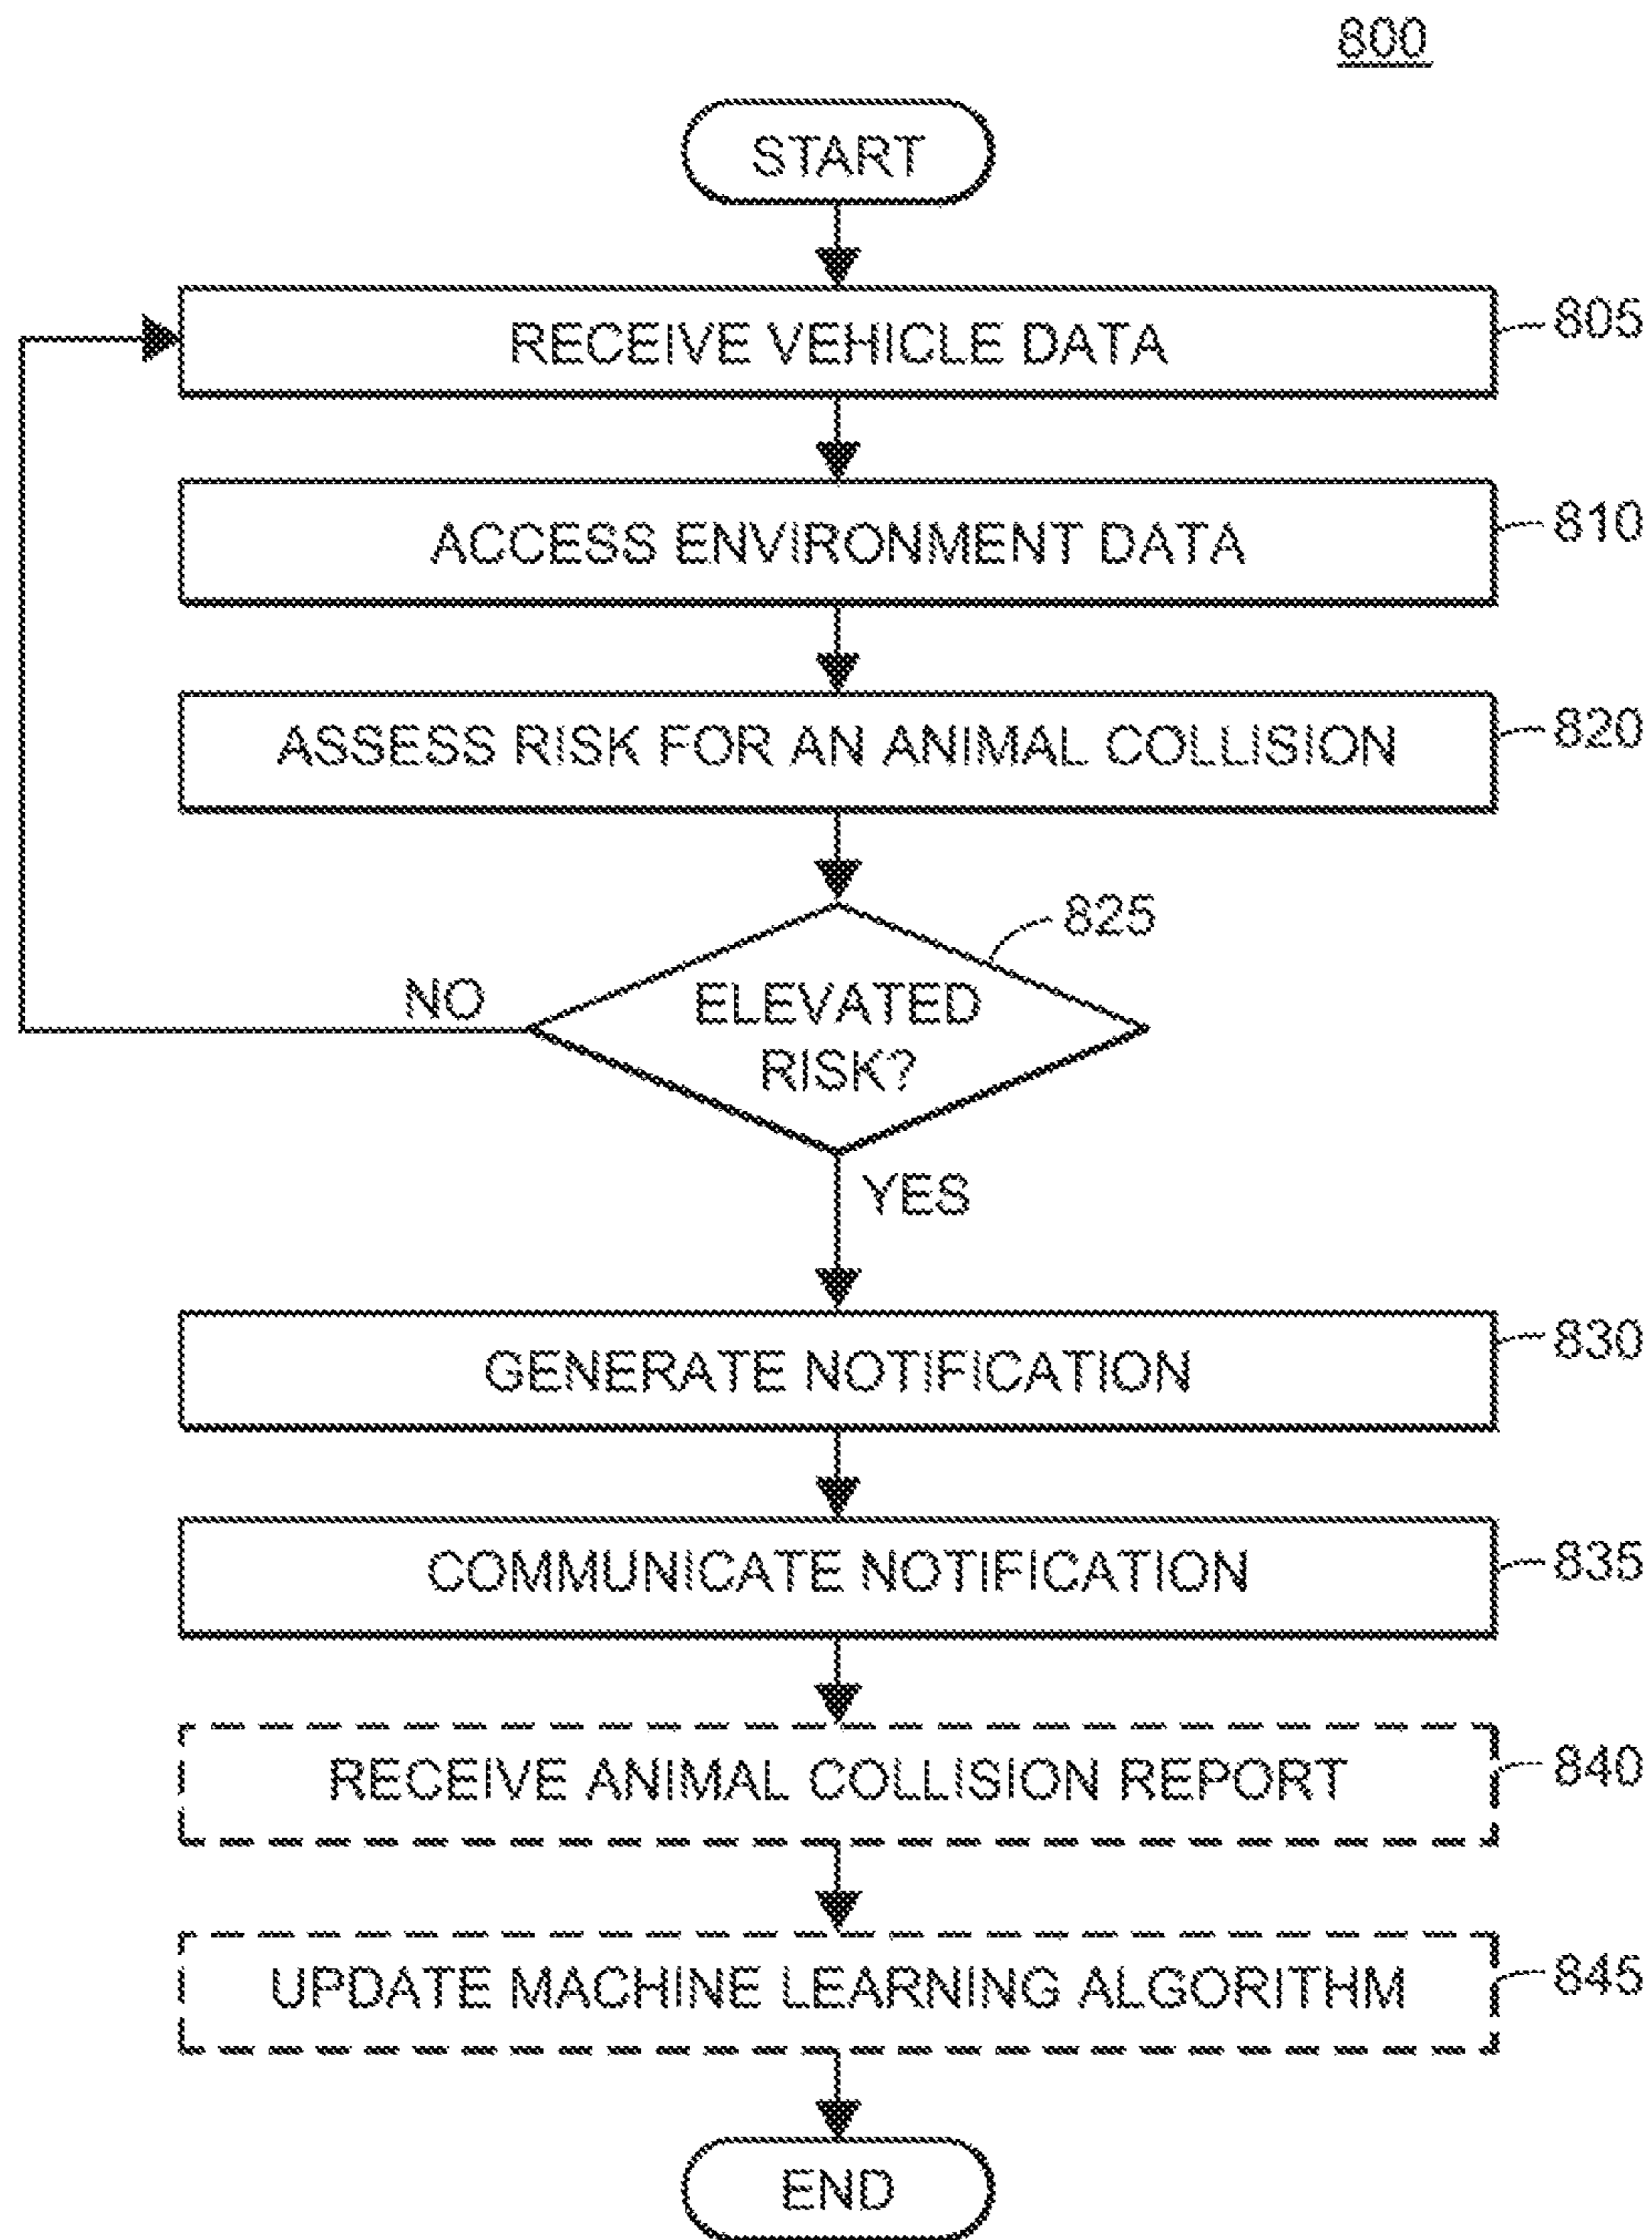 800
START
RECEIVE VEHICLE DATA
805
ACCESS ENVIRONMENT DATA
810
ASSESS RISK FOR AN ANIMAL COLLISION
820
825
ELEVATED
RISK?
NO
YES
GENERATE NOTIFICATION
830
COMMUNICATE NOTIFICATION
835
RECEIVE ANIMAL COLLISION REPORT
840
UPDATE MACHINE LEARNING ALGORITHM
845
END